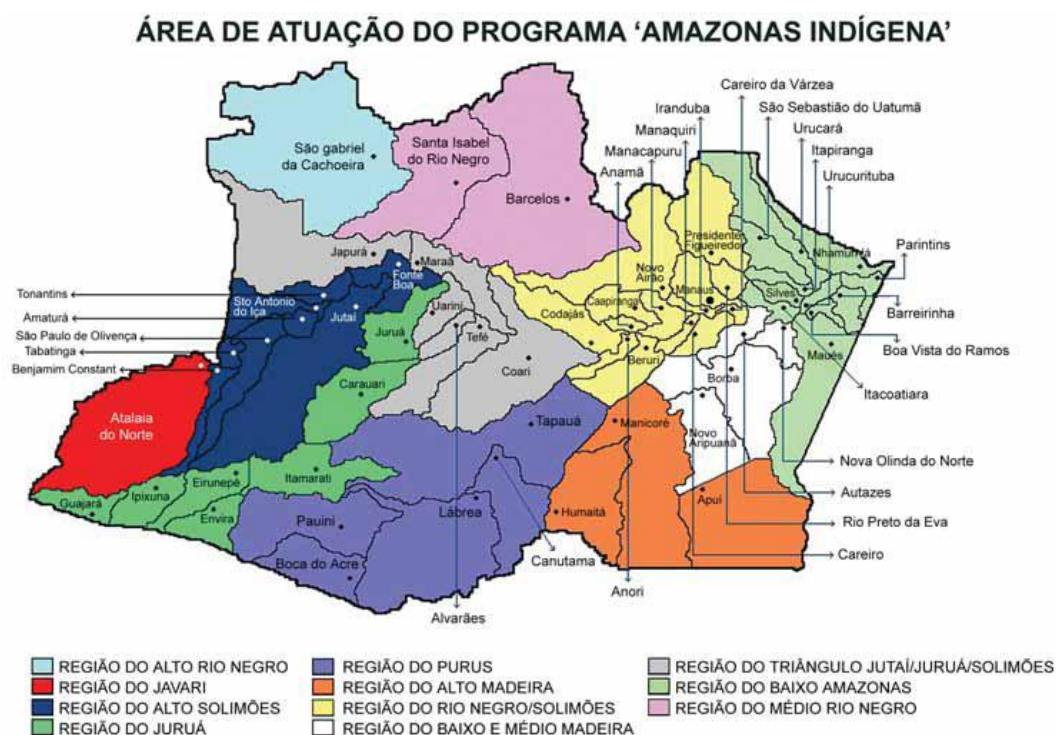 ÁREA DE ATUAÇÃO DO PROGRAMA ‘AMAZONAS INDÍGENA’
Careiro da Várzea
Iranduba
São Sebastião do Uatumã
Manaquiri
Urucará
Manacapuru
Itapiranga
Anamã
Urucurituba
São gabriel
da Cachoeira
Santa Isabel
do Rio Negro
Barcelos
Presidente
Figueiredo
Nhamundá
Parintins
Japurá
Maraã
Fonte
Boa
Novo
Airão
Manaus
Silves
Tonantins
Sto Antonio
do Iça
Jutaí
Uarini
Caapiranga
Amaturá
Codajás
Barreirinha
São Paulo de Olivença
Juruá
Tefé
Beruri
Maués
Boa Vista do Ramos
Tabatinga
Benjamim Constant
Coari
Borba
Carauari
Itacoatiara
Atalaia
do Norte
Tapauá
Manicoré
Novo
Aripuanã
Nova Olinda do Norte
Itamarati
Eirunepé
Ipixuna
Guajará
Envira
Apuí
Autazes
Lábrea
Humaitá
Pauini
Rio Preto da Eva
Careiro
Canutama
Boca do Acre
Anori
Alvarães
REGIÃO DO ALTO RIO NEGRO
REGIÃO DO JAVARI
REGIÃO DO ALTO SOLIMÕES
REGIÃO DO JURUÁ
REGIÃO DO PURUS
REGIÃO DO ALTO MADEIRA
REGIÃO DO RIO NEGRO/SOLIMÕES
REGIÃO DO BAIXO E MÉDIO MADEIRA
REGIÃO DO TRIÂNGULO JUTAÍ/JURUÁ/SOLIMÕES
REGIÃO DO BAIXO AMAZONAS
REGIÃO DO MÉDIO RIO NEGRO